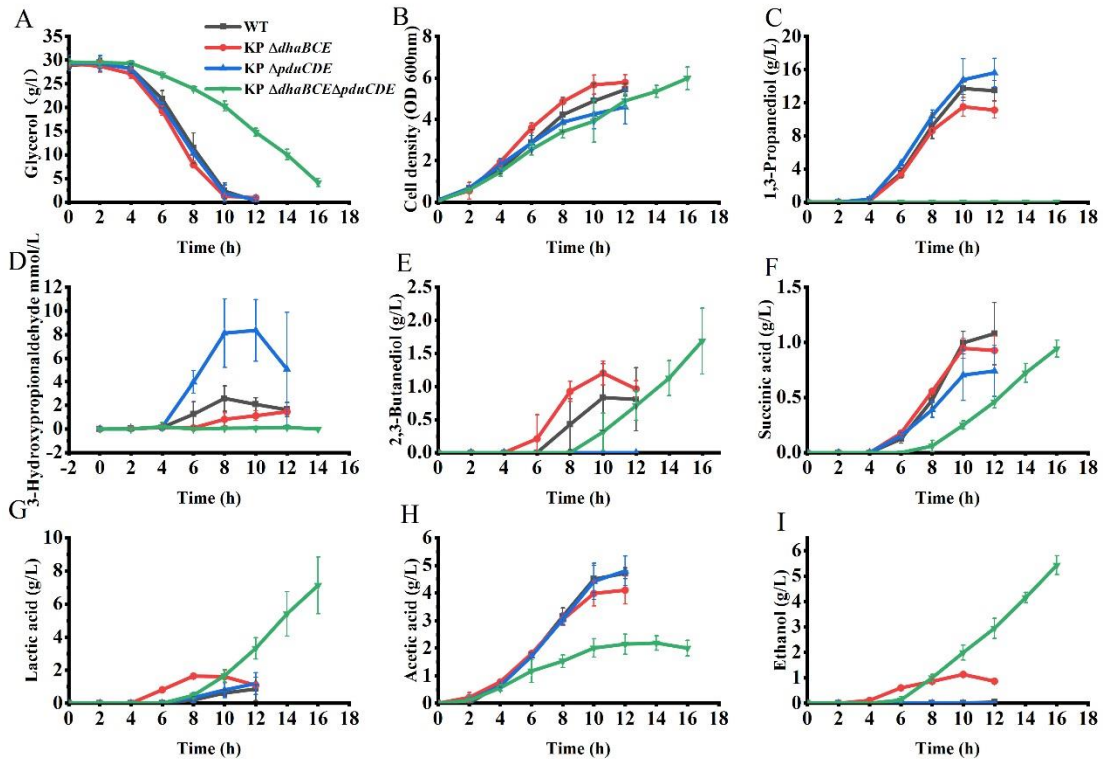 A
WT
KP ΔdhaBCE
KP ΔpduCDE
KP ΔdhaBCEΔpduCDE
Glycerol (g/l)
35
30
25
20
15
10
5
0
0 2 4 6 8 10 12 14 16 18
Time (h)
B
Cell density (OD 600nm)
8
6
4
2
0
0 2 4 6 8 10 12 14 16 18
Time (h)
C
1,3-Propanediol (g/L)
20
16
12
8
4
0
0 2 4 6 8 10 12 14 16 18
Time (h)
D
3-Hydroxypropionaldehyde mmol/L
12
10
8
6
4
2
0
-2
-2 0 2 4 6 8 10 12 14 16
Time (h)
E
2,3-Butanediol (g/L)
2.5
2.0
1.5
1.0
0.5
0.0
0 2 4 6 8 10 12 14 16
Time (h)
F
Succinic acid (g/L)
1.5
1.0
0.5
0.0
0 2 4 6 8 10 12 14 16 18
Time (h)
G
Lactic acid (g/L)
10
8
6
4
2
0
0 2 4 6 8 10 12 14 16 18
Time (h)
H
Acetic acid (g/L)
6
5
4
3
2
1
0
0 2 4 6 8 10 12 14 16 18
Time (h)
I
Ethanol (g/L)
6
5
4
3
2
1
0
0 2 4 6 8 10 12 14 16 18
Time (h)